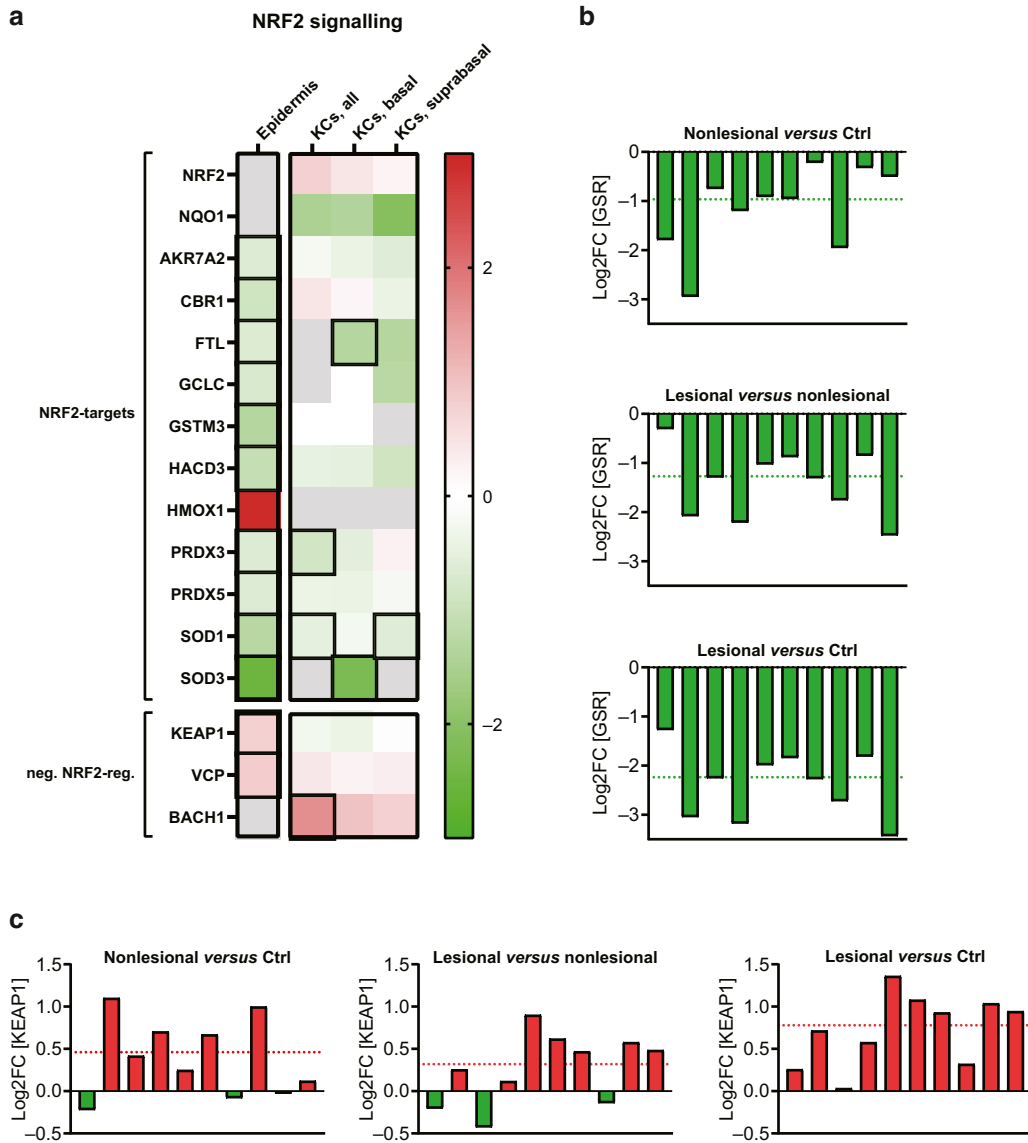 a
NRF2 signalling
Epidermis
KCs, all
KCs, basal
KCs, suprabasal
NRF2-targets
NRF2
NQO1
AKR7A2
CBR1
FTL
GCLC
GSTM3
HACD3
HMOX1
PRDX3
PRDX5
SOD1
SOD3
neg. NRF2-reg.
KEAP1
VCP
BACH1
2
0
–2
b
Nonlesional versus Ctrl
Log2FC [GSR]
0
–1
–2
–3
Lesional versus nonlesional
Log2FC [GSR]
0
–1
–2
–3
Lesional versus Ctrl
Log2FC [GSR]
0
–1
–2
–3
c
Nonlesional versus Ctrl
Log2FC [KEAP1]
1.5
1.0
0.5
0.0
–0.5
Lesional versus nonlesional
Log2FC [KEAP1]
1.5
1.0
0.5
0.0
–0.5
Lesional versus Ctrl
Log2FC [KEAP1]
1.5
1.0
0.5
0.0
–0.5